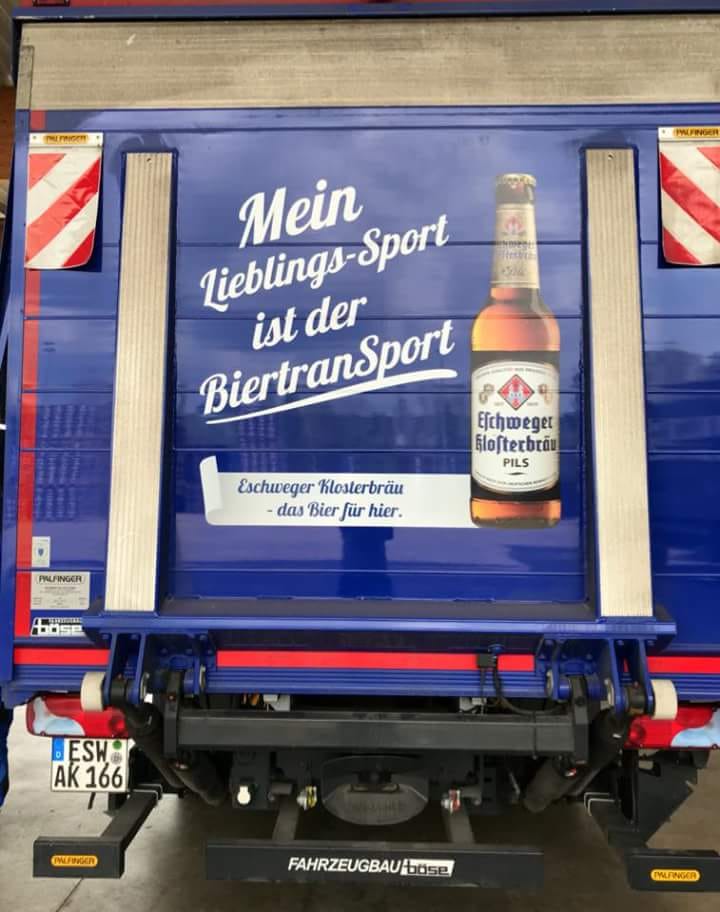 PALFINGER
PALFINGER
Mein
Lieblings-Sport
ist der
BiertranSport
Eschweger
Klosterbräu
PILS
Eschweger Klosterbräu
- das Bier für hier.
PALFINGER
FAHRZEUGBAU
böse
D
ESW
AK 166
PALFINGER
FAHRZEUGBAU böse
PALFINGER